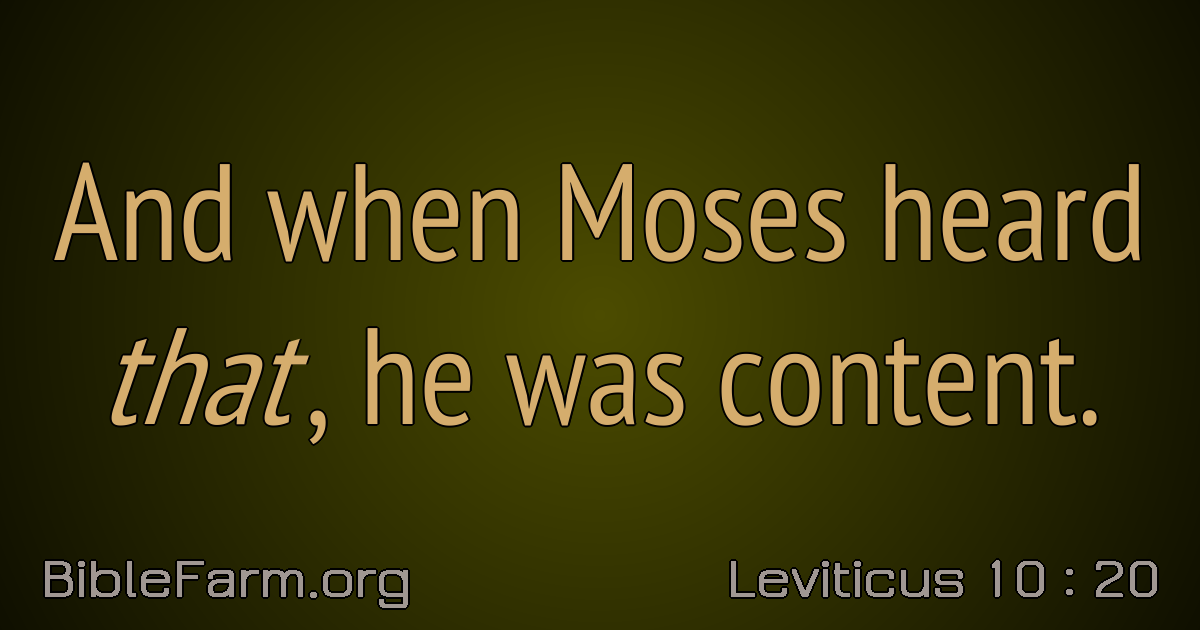 And when Moses heard
that, he was content.
BibleFarm.org
Leviticus 10 : 20